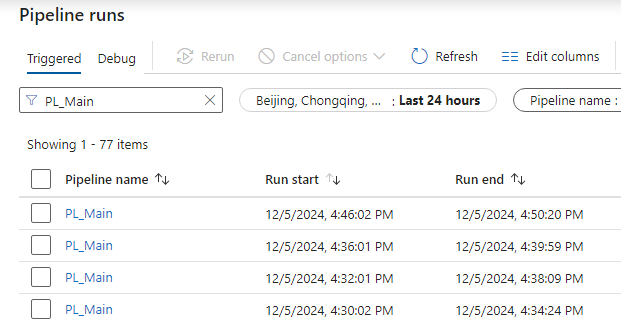 Pipeline runs
Triggered Debug Rerun Cancel options Refresh Edit columns
PL_Main Beijing, Chongqing, ... : Last 24 hours Pipeline name :
Showing 1 - 77 items
Pipeline name Run start Run end
PL_Main 12/5/2024, 4:46:02 PM 12/5/2024, 4:50:20 PM
PL_Main 12/5/2024, 4:36:01 PM 12/5/2024, 4:39:59 PM
PL_Main 12/5/2024, 4:32:01 PM 12/5/2024, 4:38:09 PM
PL_Main 12/5/2024, 4:30:02 PM 12/5/2024, 4:34:24 PM